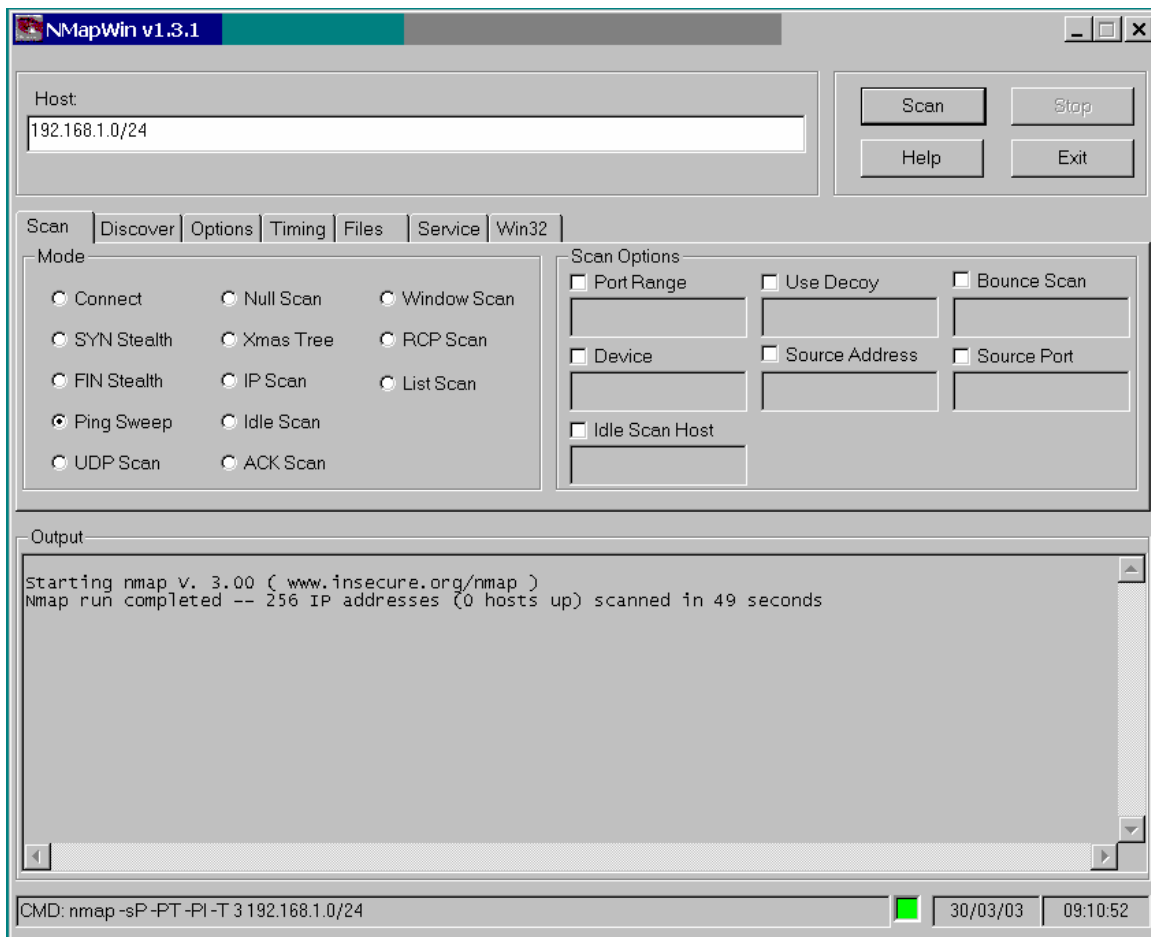 NMapWin v1.3.1
Host:
192.168.1.0/24
Scan Stop
Help Exit
Scan Discover Options Timing Files Service Win32
Mode
Connect Null Scan Window Scan
SYN Stealth Xmas Tree RCP Scan
FIN Stealth IP Scan List Scan
Ping Sweep Idle Scan
UDP Scan ACK Scan
Scan Options
Port Range Use Decoy Bounce Scan
Device Source Address Source Port
Idle Scan Host
Output
Starting nmap V. 3.00 ( www.insecure.org/nmap )
Nmap run completed -- 256 IP addresses (0 hosts up) scanned in 49 seconds
CMD: nmap -sP -PT -PI -T 3 192.168.1.0/24 30/03/03 09:10:52